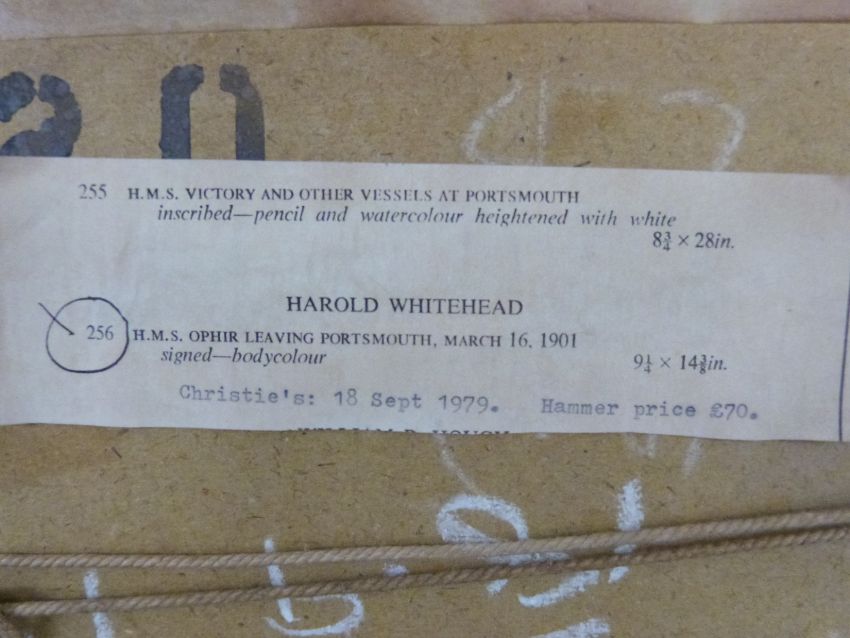 20
255 H.M.S. VICTORY AND OTHER VESSELS AT PORTSMOUTH
inscribed—pencil and watercolour heightened with white
8¾ × 28in.
HAROLD WHITEHEAD
256 H.M.S. OPHIR LEAVING PORTSMOUTH, MARCH 16, 1901
signed—bodycolour 9¼ × 14⅜in.
Christie's: 18 Sept 1979. Hammer price £70.